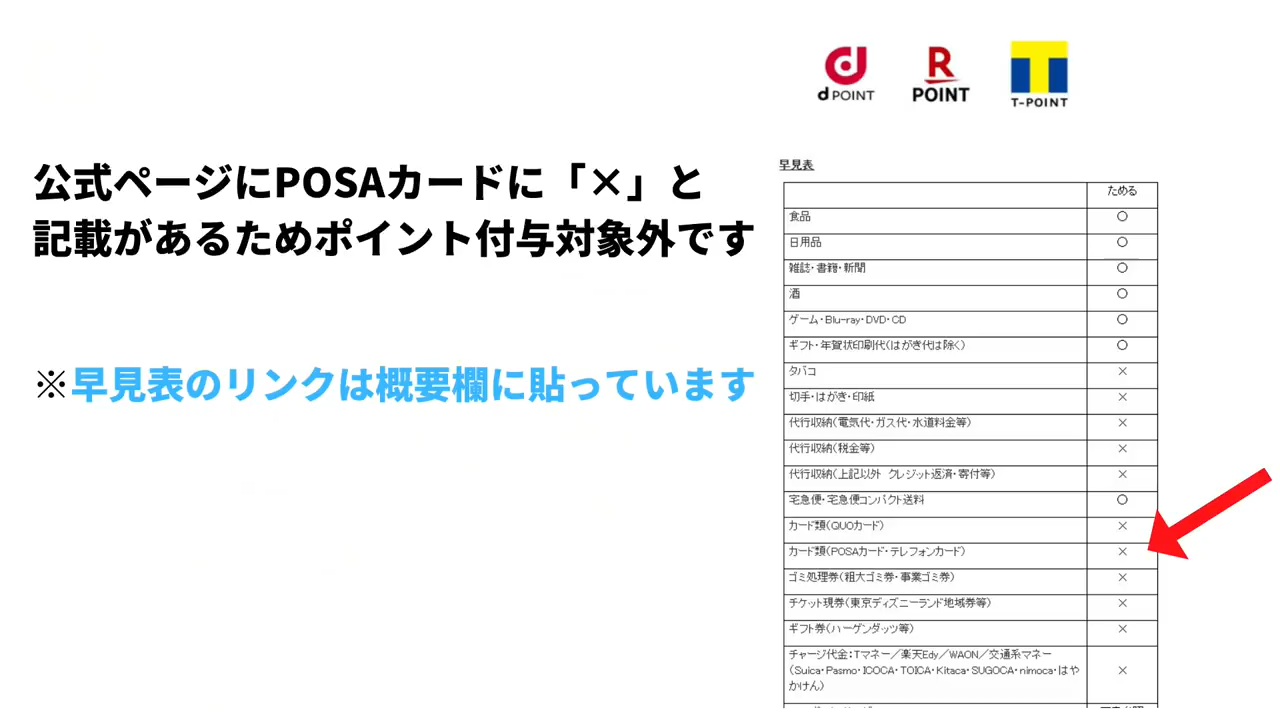 d POINT
R
POINT
T-POINT
公式ページにPOSAカードに「×」と
記載があるためポイント付与対象外です
※早見表のリンクは概要欄に貼っています
早見表
ためる
食品 ○
日用品 ○
雑誌・書籍・新聞 ○
酒 ○
ゲーム・Blu-ray・DVD・CD ○
ギフト・年賀状印刷代(はがき代は除く) ○
タバコ ×
切手・はがき・印紙 ×
代行収納(電気代・ガス代・水道料金等) ×
代行収納(税金等) ×
代行収納(上記以外 クレジット返済・寄付等) ×
宅急便・宅急便コンパクト送料 ○
カード類(QUOカード) ×
カード類(POSAカード・テレフォンカード) ×
ゴミ処理券(粗大ゴミ券・事業ゴミ券) ×
チケット現券(東京ディズニーランド地域券等) ×
ギフト券(ハーゲンダッツ等) ×
チャージ代金:Tマネー/楽天Edy/WAON/交通系マネー
(Suica・Pasmo・ICOCA・TOICA・Kitaca・SUGOCA・nimoca・はや ×
かけん)